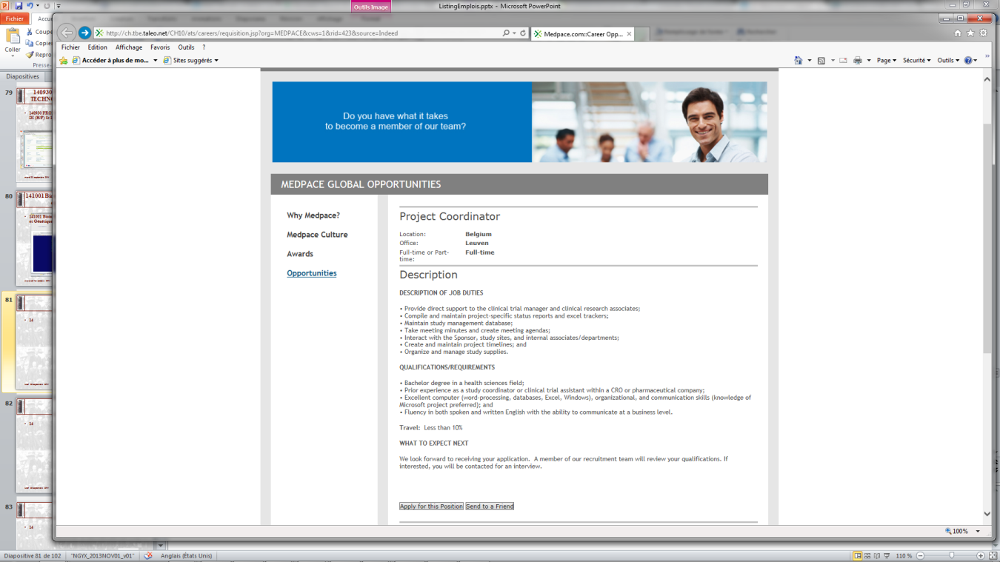 Outils Image
ListingEmplois.pptx - Microsoft PowerPoint
Fichier
Coller
Diapositives
http://ch.tbe.taleo.net/CH10/ats/careers/requisition.jsp?org=MEDPACE&cws=1&rid=423&source=Indeed
Medpace.com::Career Opp...
Fichier Edition Affichage Favoris Outils ?
Accéder à plus de mo... Sites suggérés
Page Sécurité Outils
Do you have what it takes
to become a member of our team?
MEDPACE GLOBAL OPPORTUNITIES
Why Medpace?
Medpace Culture
Awards
Opportunities
Project Coordinator
Location: Belgium
Office: Leuven
Full-time or Part-time: Full-time
Description
DESCRIPTION OF JOB DUTIES
• Provide direct support to the clinical trial manager and clinical research associates;
• Compile and maintain project-specific status reports and excel trackers;
• Maintain study management database;
• Take meeting minutes and create meeting agendas;
• Interact with the Sponsor, study sites, and internal associates/departments;
• Create and maintain project timelines; and
• Organize and manage study supplies.
QUALIFICATIONS/REQUIREMENTS
• Bachelor degree in a health sciences field;
• Prior experience as a study coordinator or clinical trial assistant within a CRO or pharmaceutical company;
• Excellent computer (word-processing, databases, Excel, Windows), organizational, and communication skills (knowledge of
Microsoft project preferred); and
• Fluency in both spoken and written English with the ability to communicate at a business level.
Travel: Less than 10%
WHAT TO EXPECT NEXT
We look forward to receiving your application. A member of our recruitment team will review your qualifications. If
interested, you will be contacted for an interview.
Apply for this Position Send to a Friend
100%
79
140930
80
81
14
82
14
83
14
Diapositive 81 de 102 "NGYX_2013NOV01_v01" Anglais (États Unis)
110 %